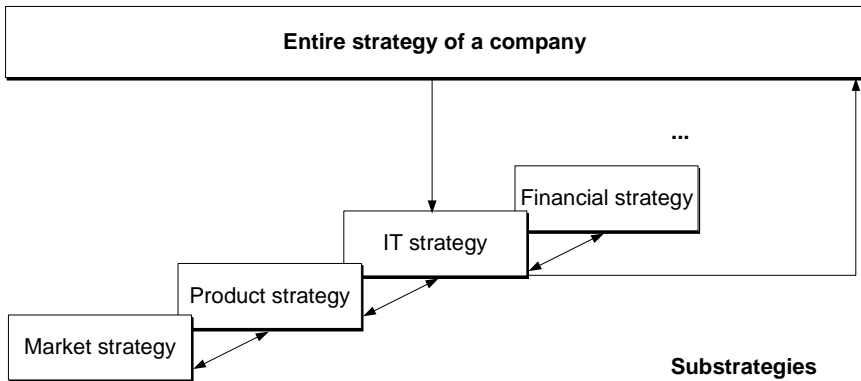 Entire strategy of a company
...
Financial strategy
IT strategy
Product strategy
Market strategy
Substrategies